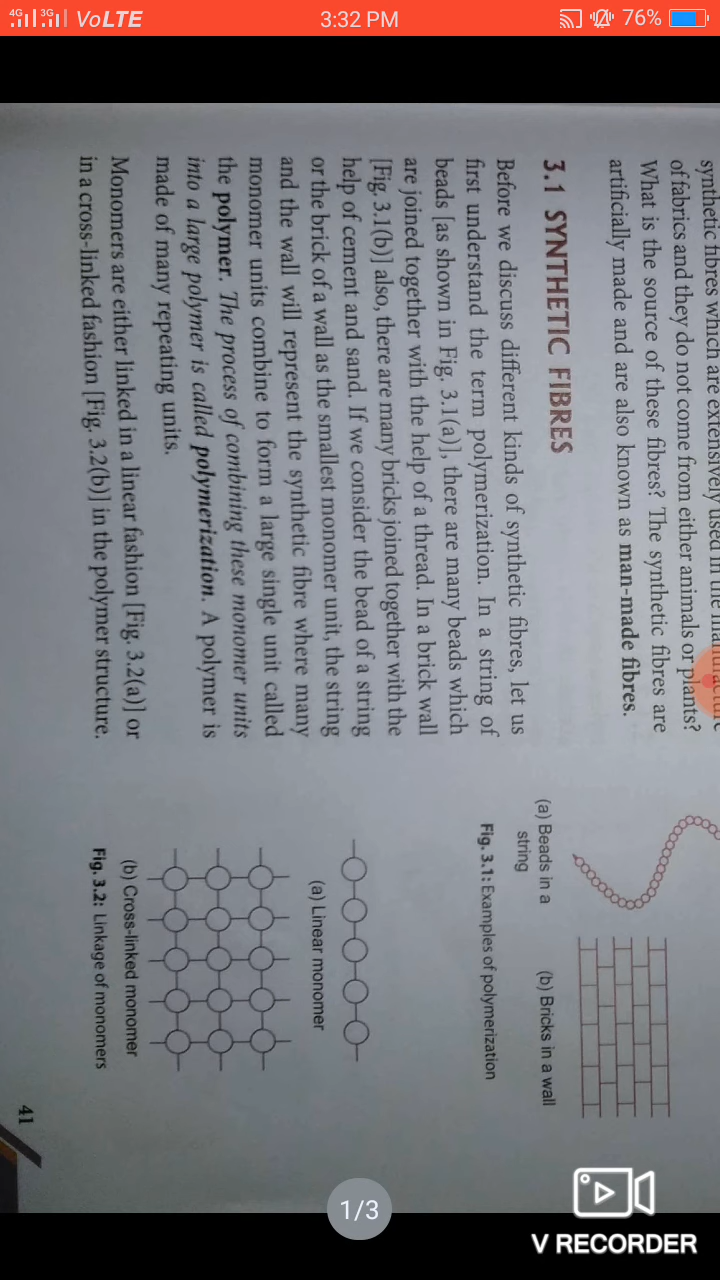 4G 3G VoLTE 3:32 PM 76%
synthetic fibres which are extensively used in the
of fabrics and they do not come from either animals or plants?
What is the source of these fibres? The synthetic fibres are
artificially made and are also known as man-made fibres.
3.1 SYNTHETIC FIBRES
Before we discuss different kinds of synthetic fibres, let us
first understand the term polymerization. In a string of
beads [as shown in Fig. 3.1(a)], there are many beads which
are joined together with the help of a thread. In a brick wall
[Fig. 3.1(b)] also, there are many bricks joined together with the
help of cement and sand. If we consider the bead of a string
or the brick of a wall as the smallest monomer unit, the string
and the wall will represent the synthetic fibre where many
monomer units combine to form a large single unit called
the polymer. The process of combining these monomer units
into a large polymer is called polymerization. A polymer is
made of many repeating units.
Monomers are either linked in a linear fashion [Fig. 3.2(a)] or
in a cross-linked fashion [Fig. 3.2(b)] in the polymer structure.
(a) Beads in a
string
(b) Bricks in a wall
Fig. 3.1: Examples of polymerization
(a) Linear monomer
(b) Cross-linked monomer
Fig. 3.2: Linkage of monomers
41
1/3
V RECORDER